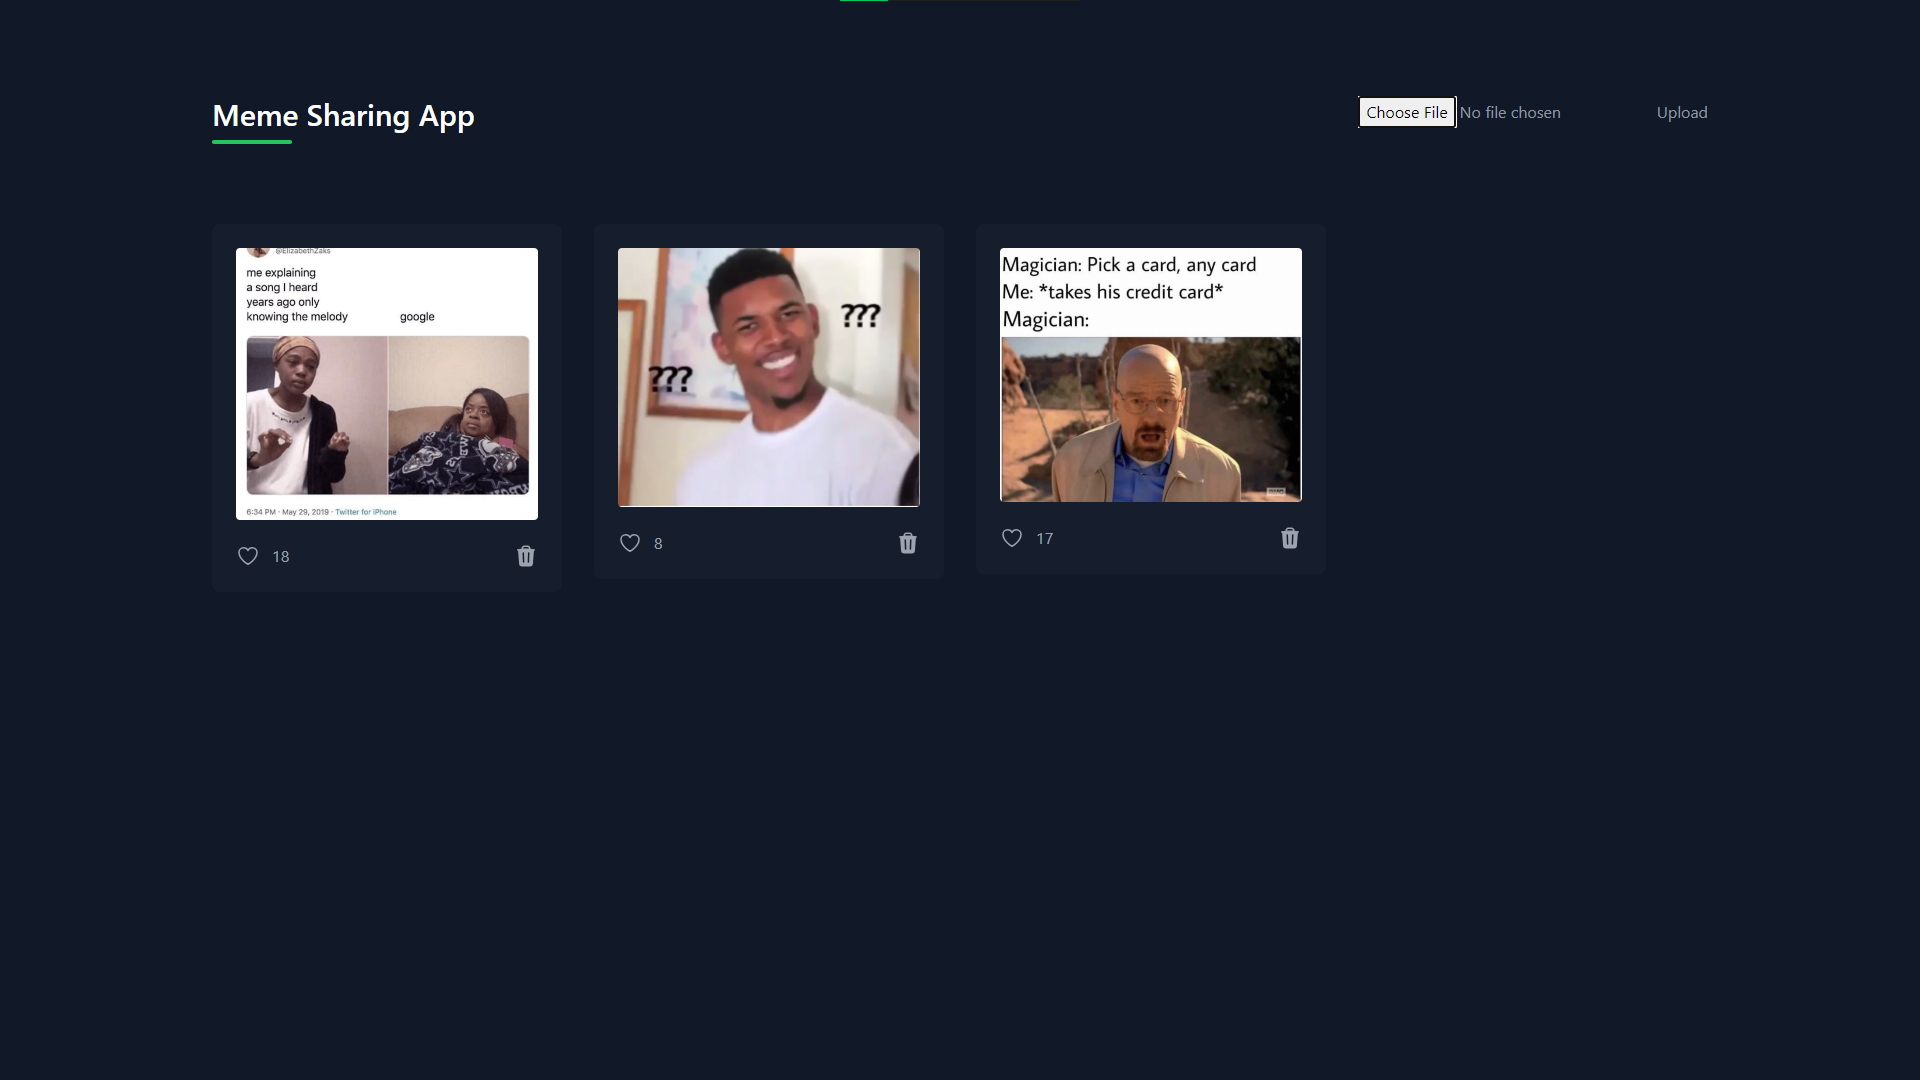 Meme Sharing App
Choose File No file chosen
Upload
@ElizabethZaks
me explaining
a song I heard
years ago only
knowing the melody
google
6:34 PM · May 29, 2019 · Twitter for iPhone
18
???
???
8
Magician: Pick a card, any card
Me: *takes his credit card*
Magician:
17